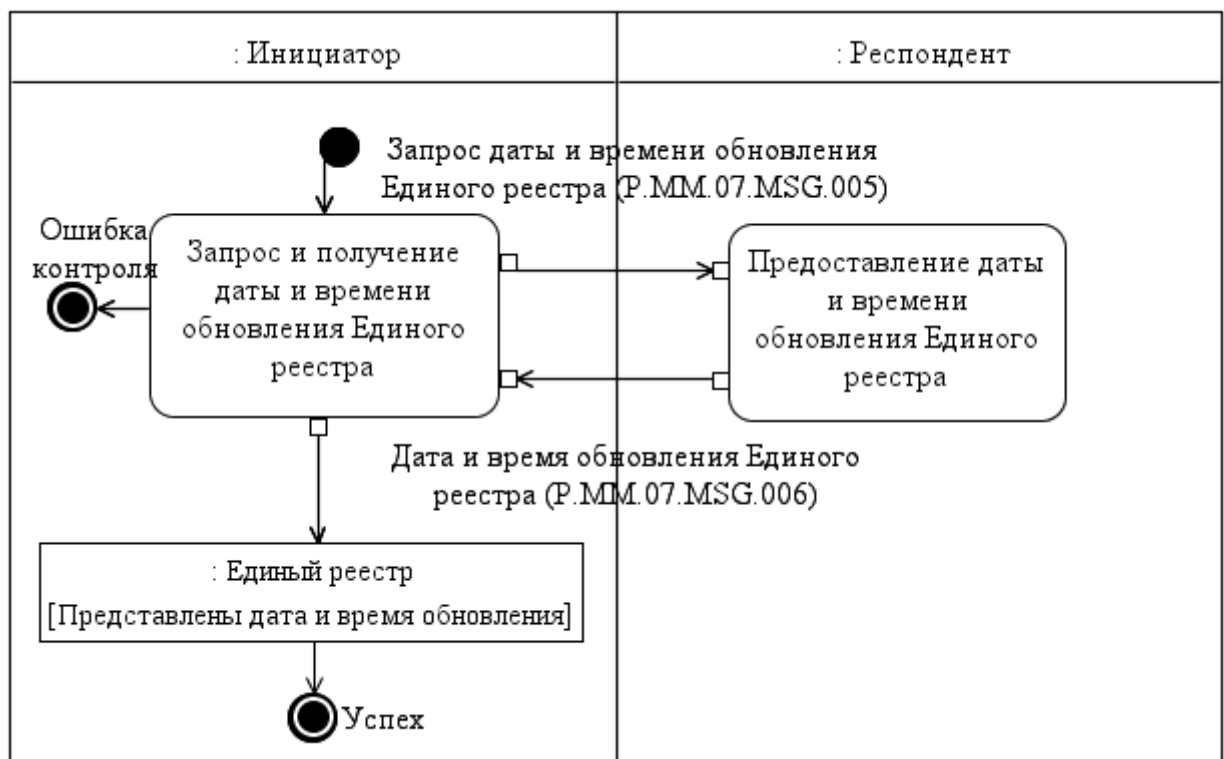 : Инициатор
: Респондент
Запрос даты и времени обновления
Единого реестра (P.MM.07.MSG.005)
Ошибка
контроля
Запрос и получение
даты и времени
обновления Единого
реестра
Предоставление даты
и времени
обновления Единого
реестра
Дата и время обновления Единого
реестра (P.MM.07.MSG.006)
: Единый реестр
[Представлены дата и время обновления]
Успех